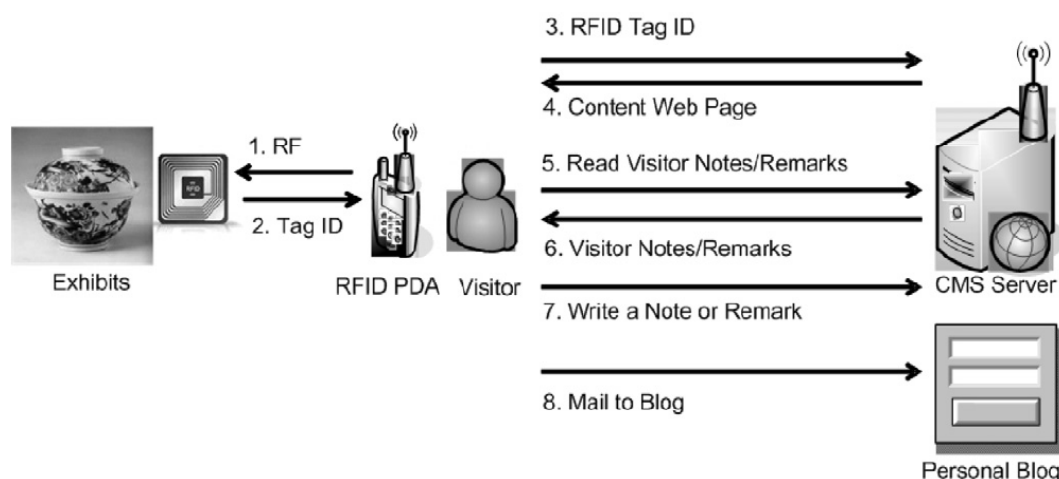 3. RFID Tag ID
4. Content Web Page
1. RF
RFID
2. Tag ID
5. Read Visitor Notes/Remarks
6. Visitor Notes/Remarks
Exhibits
RFID PDA
Visitor
CMS Server
7. Write a Note or Remark
8. Mail to Blog
Personal Blog